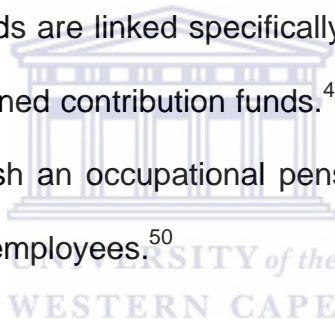 ds are linked specifically
ned contribution funds.⁴
sh an occupational pens
employees.⁵⁰
UNIVERSITY of the
WESTERN CAPE